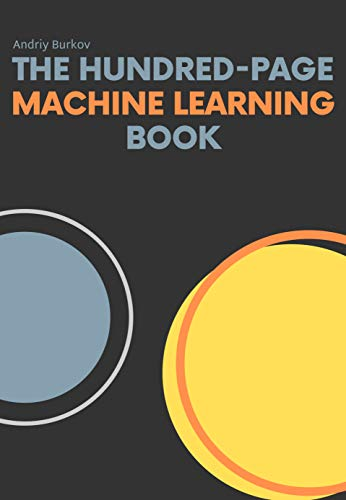 Andriy Burkov
THE HUNDRED-PAGE
MACHINE LEARNING
BOOK